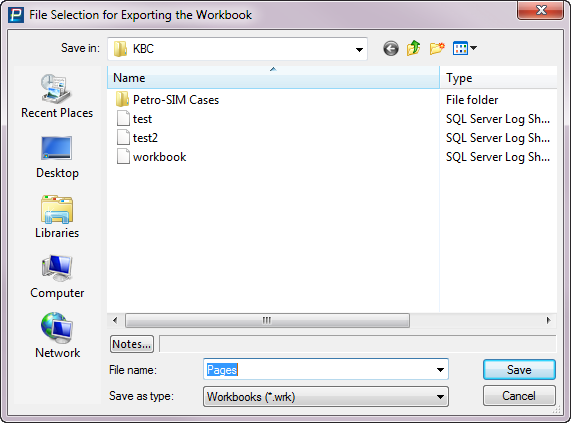 File Selection for Exporting the Workbook
Save in: KBC
Name Type
Recent Places
Desktop
Libraries
Computer
Network
Petro-SIM Cases File folder
test SQL Server Log Sh...
test2 SQL Server Log Sh...
workbook SQL Server Log Sh...
Notes...
File name: Pages Save
Save as type: Workbooks (*.wrk) Cancel